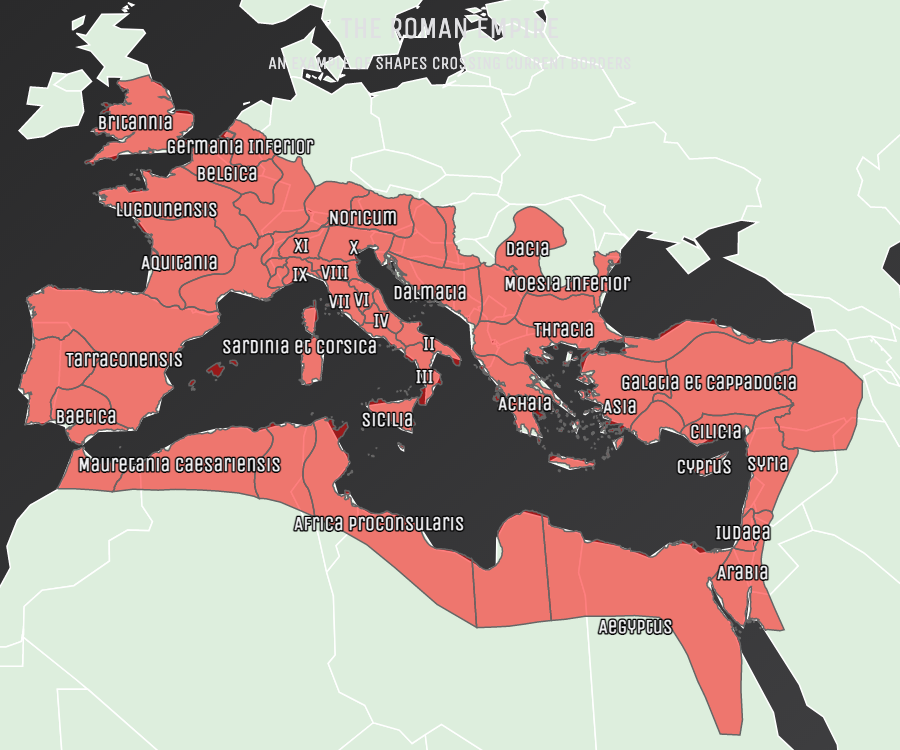 THE ROMAN EMPIRE
AN EXAMPLE OF SHAPES CROSSING CURRENT BORDERS
Britannia
Germania Inferior
Belgica
Lugdunensis
Noricum
XI
X
Dacia
Aquitania
IX
VIII
Moesia Inferior
Dalmatia
VII
VI
IV
Thracia
Sardinia et Corsica
II
Tarraconensis
III
Galatia et Cappadocia
Achaia
Asia
Baetica
Sicilia
Cilicia
Mauretania Caesariensis
Cyprus
Syria
Africa Proconsularis
Iudaea
Arabia
Aegyptus